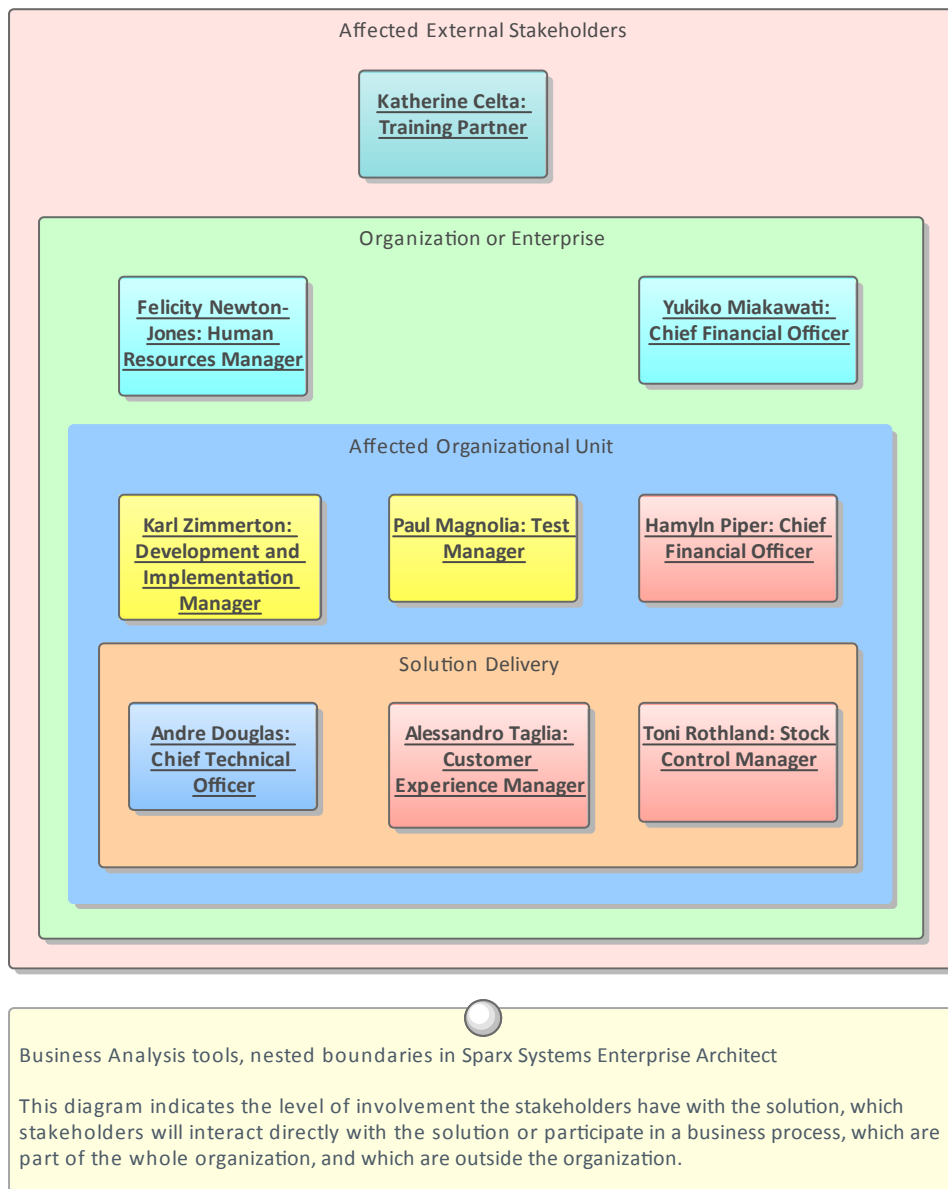 Affected External Stakeholders
Katherine Celta:
Training Partner
Organization or Enterprise
Felicity Newton-
Jones: Human
Resources Manager
Yukiko Miakawati:
Chief Financial Officer
Affected Organizational Unit
Karl Zimmerton:
Development and
Implementation
Manager
Paul Magnolia: Test
Manager
Hamyln Piper: Chief
Financial Officer
Solution Delivery
Andre Douglas:
Chief Technical
Officer
Alessandro Taglia:
Customer
Experience Manager
Toni Rothland: Stock
Control Manager
Business Analysis tools, nested boundaries in Sparx Systems Enterprise Architect
This diagram indicates the level of involvement the stakeholders have with the solution, which
stakeholders will interact directly with the solution or participate in a business process, which are
part of the whole organization, and which are outside the organization.